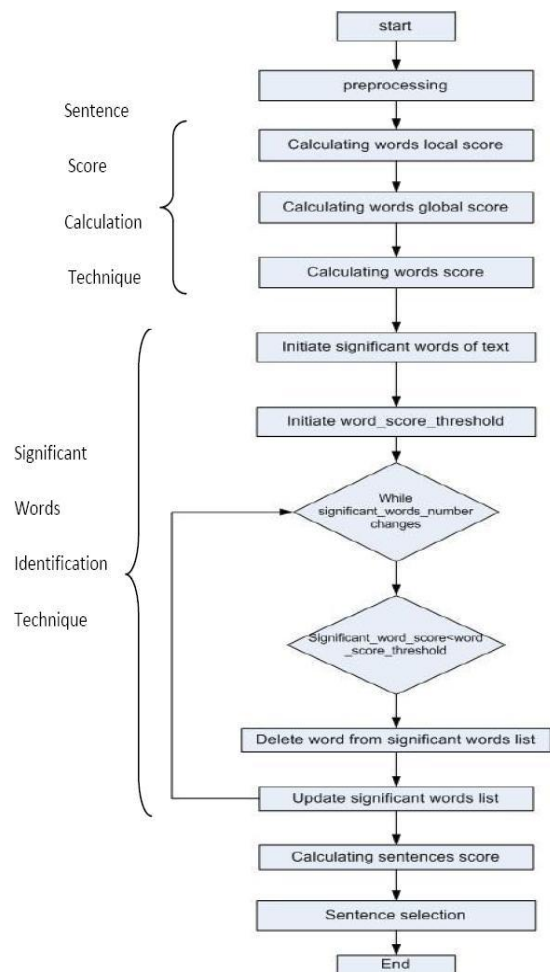 start
preprocessing
Sentence
Score
Calculation
Technique
Calculating words local score
Calculating words global score
Calculating words score
Significant
Words
Identification
Technique
Initiate significant words of text
Initiate word_score_threshold
While
significant_words_number
changes
Significant_word_score<word
_score_threshold
Delete word from significant words list
Update significant words list
Calculating sentences score
Sentence selection
End